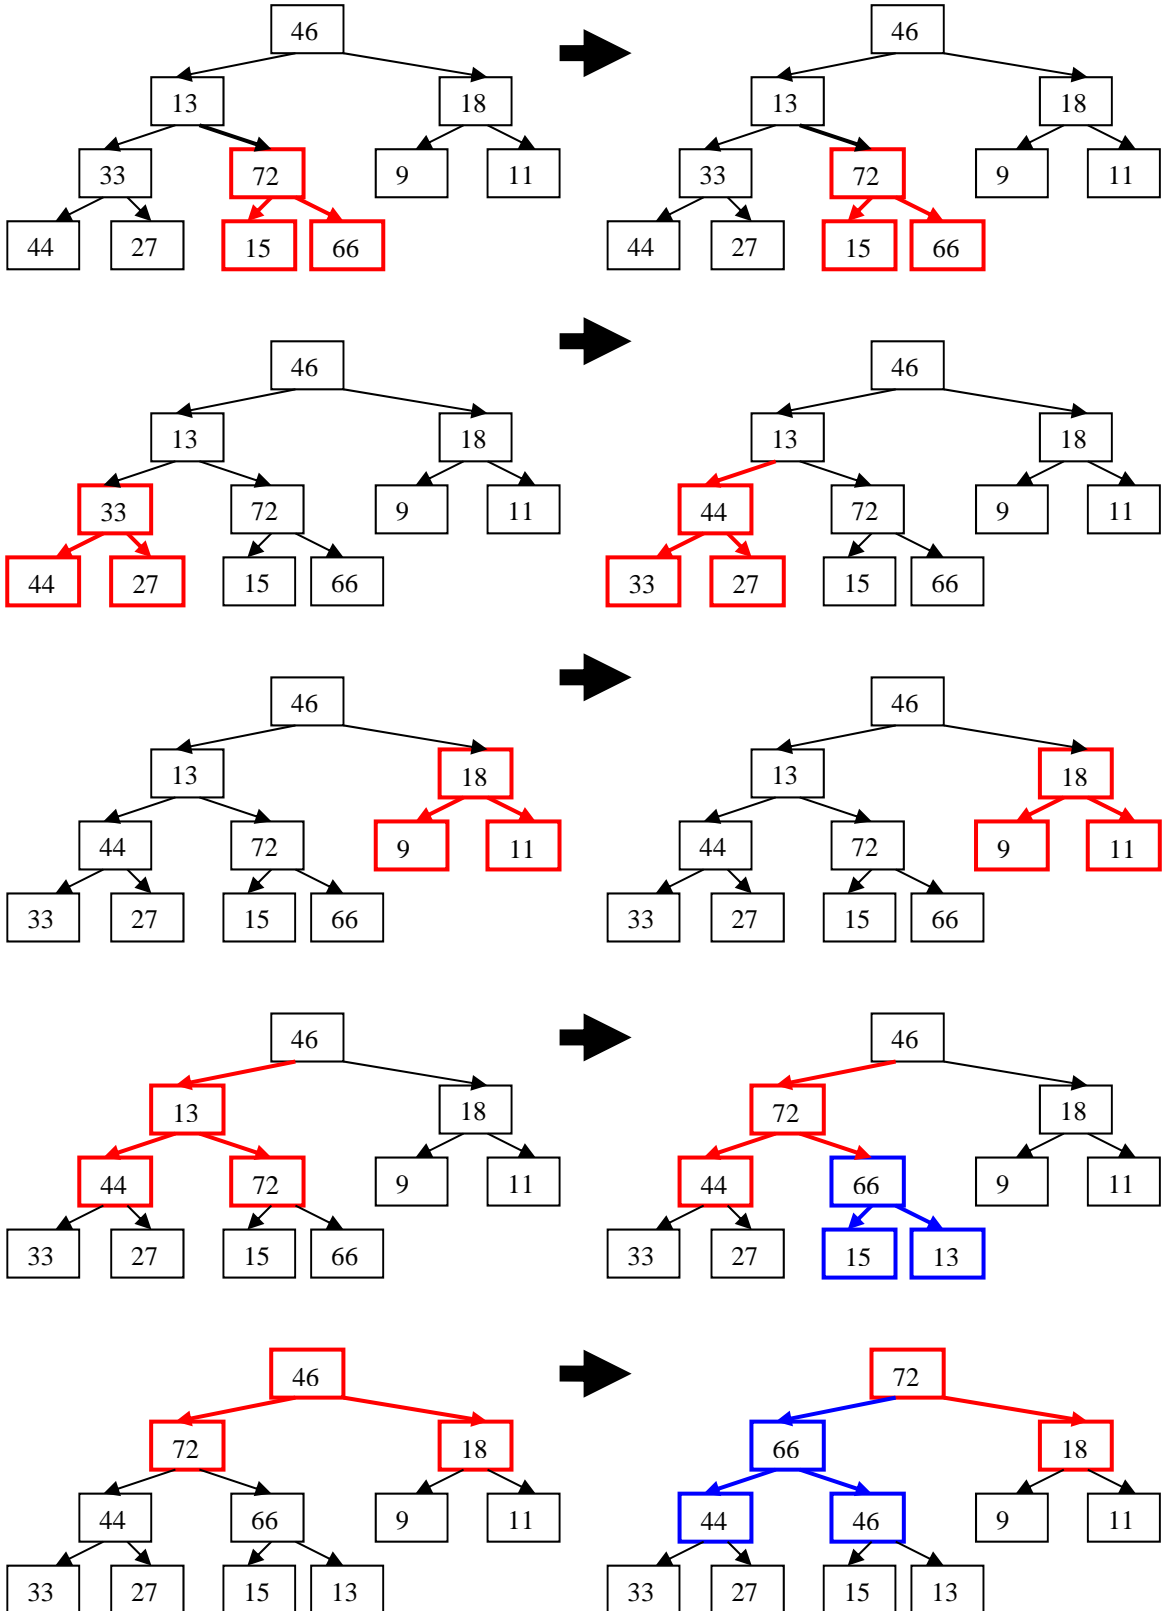 46 46
13 18 13 18
33 72 9 11 33 72 9 11
44 27 15 66 44 27 15 66
46 46
13 18 13 18
33 72 9 11 44 72 9 11
44 27 15 66 33 27 15 66
46 46
13 18 13 18
44 72 9 11 44 72 9 11
33 27 15 66 33 27 15 66
46 46
13 18 72 18
44 72 9 11 44 66 9 11
33 27 15 66 33 27 15 13
46 72
72 18 66 18
44 66 9 11 44 46 9 11
33 27 15 13 33 27 15 13